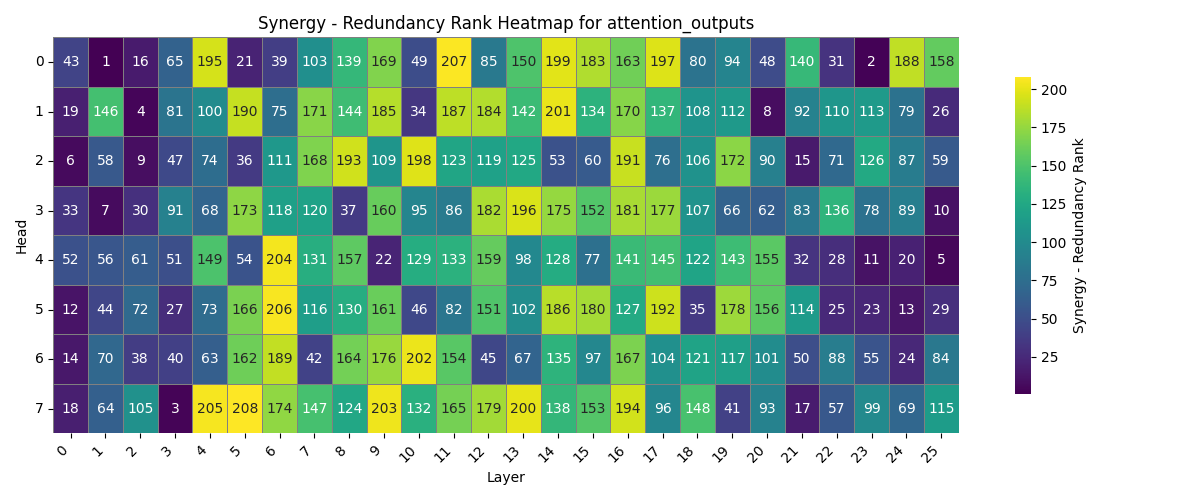 Synergy - Redundancy Rank Heatmap for attention_outputs
Head
0 43 1 16 65 195 21 39 103 139 169 49 207 85 150 199 183 163 197 80 94 48 140 31 2 188 158
1 19 146 4 81 100 190 75 171 144 185 34 187 184 142 201 134 170 137 108 112 8 92 110 113 79 26
2 6 58 9 47 74 36 111 168 193 109 198 123 119 125 53 60 191 76 106 172 90 15 71 126 87 59
3 33 7 30 91 68 173 118 120 37 160 95 86 182 196 175 152 181 177 107 66 62 83 136 78 89 10
4 52 56 61 51 149 54 204 131 157 22 129 133 159 98 128 77 141 145 122 143 155 32 28 11 20 5
5 12 44 72 27 73 166 206 116 130 161 46 82 151 102 186 180 127 192 35 178 156 114 25 23 13 29
6 14 70 38 40 63 162 189 42 164 176 202 154 45 67 135 97 167 104 121 117 101 50 88 55 24 84
7 18 64 105 3 205 208 174 147 124 203 132 165 179 200 138 153 194 96 148 41 93 17 57 99 69 115
0 1 2 3 4 5 6 7 8 9 10 11 12 13 14 15 16 17 18 19 20 21 22 23 24 25
Layer
200
175
150
125
100
75
50
25
Synergy - Redundancy Rank